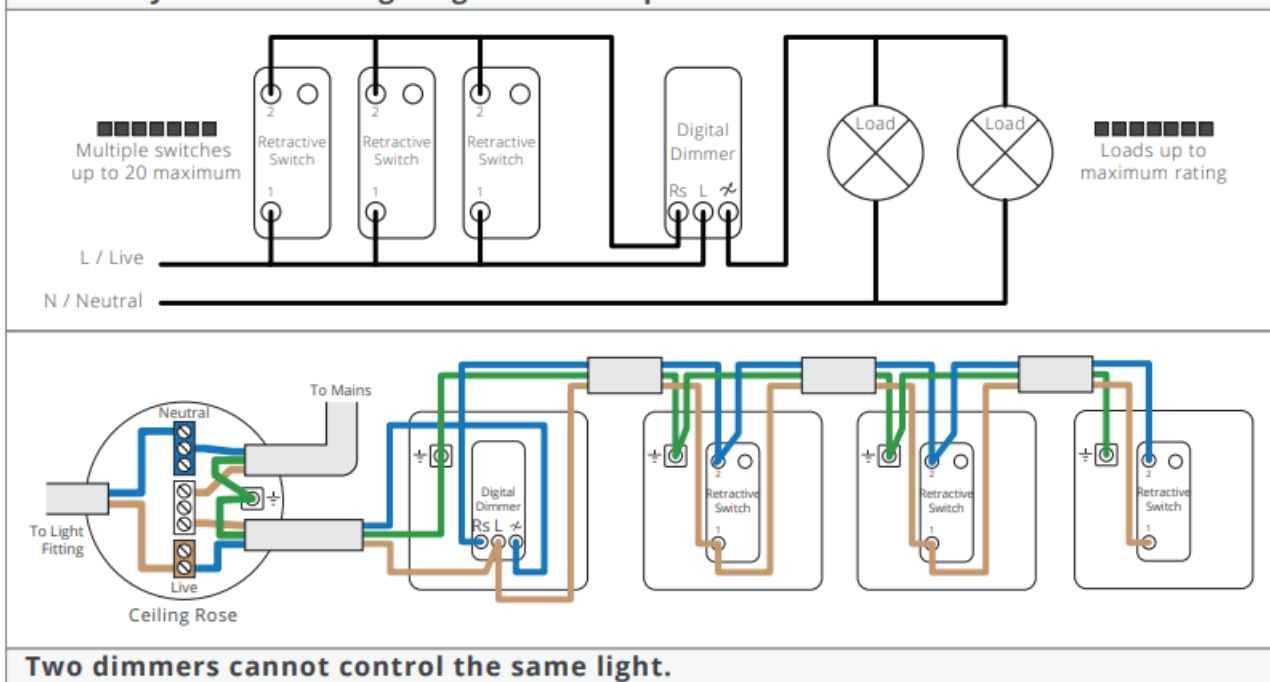 2
2
2
Retractive
Switch
Retractive
Switch
Retractive
Switch
1
1
1
Multiple switches
up to 20 maximum
Digital
Dimmer
Rs L
Load
Load
Loads up to
maximum rating
L / Live
N / Neutral
To Mains
Neutral
To Light
Fitting
Live
Ceiling Rose
Digital
Dimmer
Rs L
2
Retractive
Switch
1
2
Retractive
Switch
1
2
Retractive
Switch
1
Two dimmers cannot control the same light.